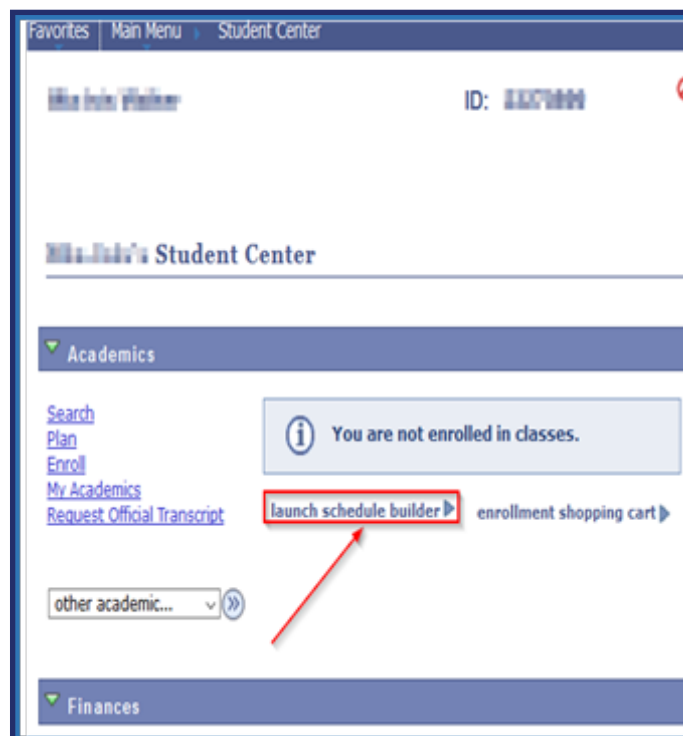 Favorites Main Menu Student Center
ID:
Student Center
Academics
Search
Plan
Enroll
My Academics
Request Official Transcript
You are not enrolled in classes.
launch schedule builder
enrollment shopping cart
other academic...
Finances